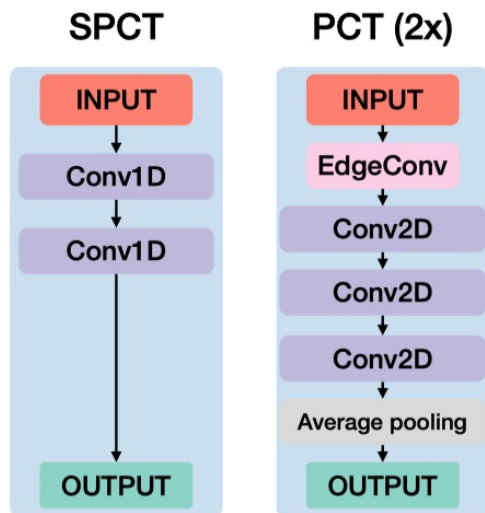 SPCT
INPUT
Conv1D
Conv1D
OUTPUT
PCT (2x)
INPUT
EdgeConv
Conv2D
Conv2D
Conv2D
Average pooling
OUTPUT